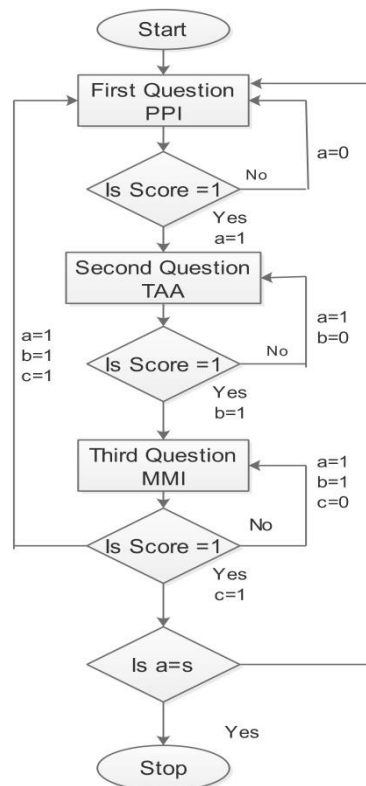 Start
First Question
PPI
a=0
Is Score =1
No
Yes
a=1
Second Question
TAA
a=1
b=0
Is Score =1
No
Yes
b=1
a=1
b=1
c=1
Third Question
MMI
a=1
b=1
c=0
Is Score =1
No
Yes
c=1
Is a=s
Yes
Stop